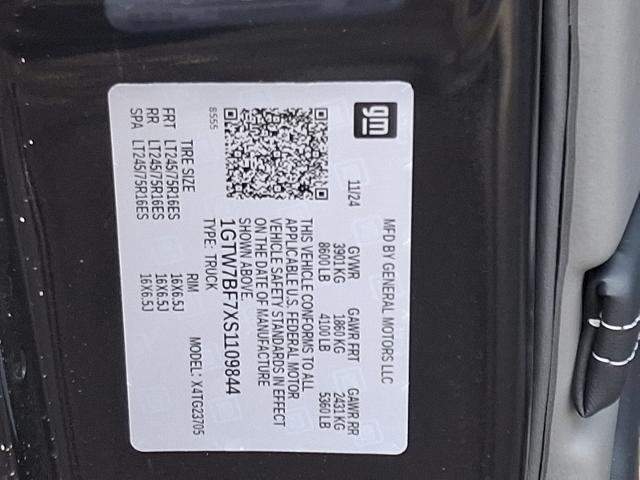 gm
MFD BY GENERAL MOTORS LLC
11/24 GVWR GAWR FRT GAWR RR
3901 KG 1860 KG 2431 KG
8600 LB 4100 LB 5360 LB
THIS VEHICLE CONFORMS TO ALL
APPLICABLE U.S. FEDERAL MOTOR
VEHICLE SAFETY STANDARDS IN EFFECT
ON THE DATE OF MANUFACTURE
SHOWN ABOVE.
1GTW7BF7XS1109844
TYPE: TRUCK
8555
TIRE SIZE RIM MODEL: X4TG23705
FRT LT245/75R16ES 16X6.5J
RR LT245/75R16ES 16X6.5J
SPA LT245/75R16ES 16X6.5J